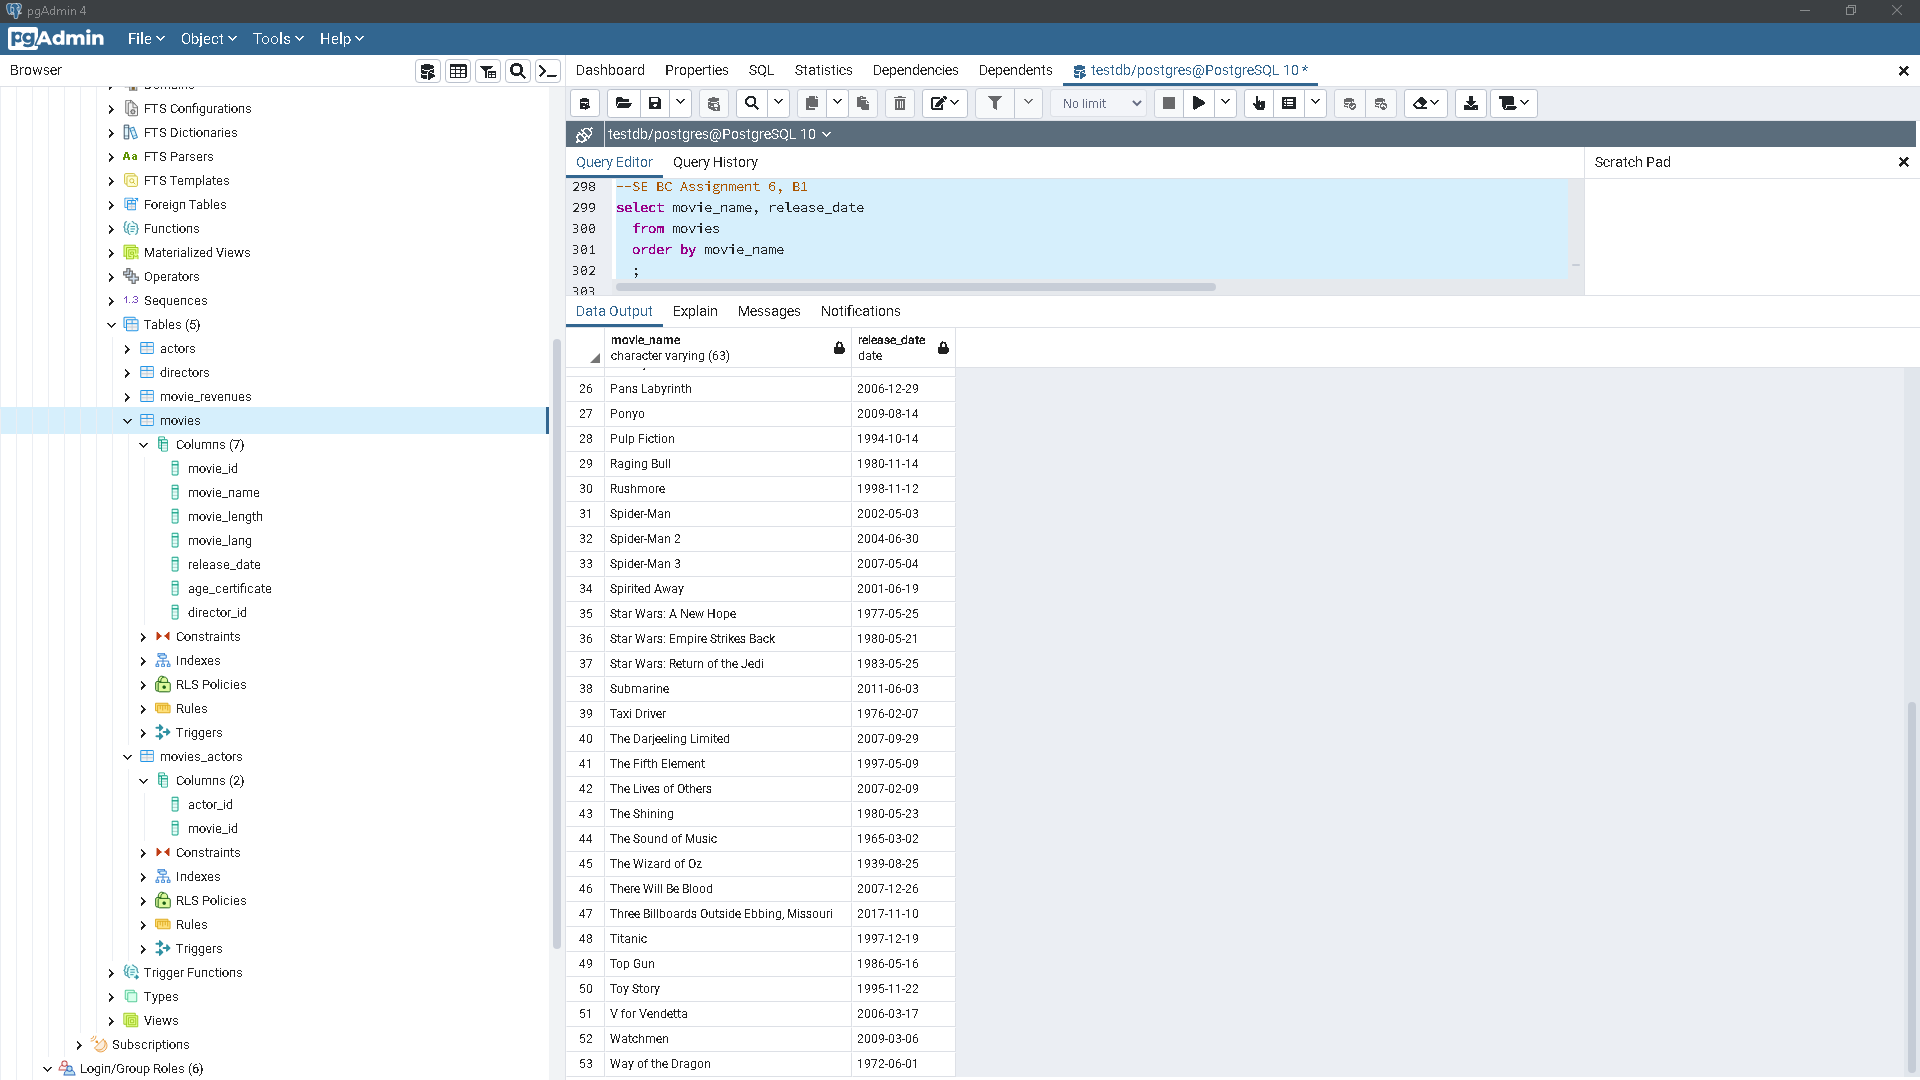 pgAdmin 4
pgAdmin
File
Object
Tools
Help
Browser
Dashboard
Properties
SQL
Statistics
Dependencies
Dependents
testdb/postgres@PostgreSQL 10 *
No limit
testdb/postgres@PostgreSQL 10
Query Editor
Query History
Scratch Pad
298 --SE BC Assignment 6, B1
299 select movie_name, release_date
300 from movies
301 order by movie_name
302 ;
303
Data Output
Explain
Messages
Notifications
movie_name
character varying (63)
release_date
date
26 Pans Labyrinth 2006-12-29
27 Ponyo 2009-08-14
28 Pulp Fiction 1994-10-14
29 Raging Bull 1980-11-14
30 Rushmore 1998-11-12
31 Spider-Man 2002-05-03
32 Spider-Man 2 2004-06-30
33 Spider-Man 3 2007-05-04
34 Spirited Away 2001-06-19
35 Star Wars: A New Hope 1977-05-25
36 Star Wars: Empire Strikes Back 1980-05-21
37 Star Wars: Return of the Jedi 1983-05-25
38 Submarine 2011-06-03
39 Taxi Driver 1976-02-07
40 The Darjeeling Limited 2007-09-29
41 The Fifth Element 1997-05-09
42 The Lives of Others 2007-02-09
43 The Shining 1980-05-23
44 The Sound of Music 1965-03-02
45 The Wizard of Oz 1939-08-25
46 There Will Be Blood 2007-12-26
47 Three Billboards Outside Ebbing, Missouri 2017-11-10
48 Titanic 1997-12-19
49 Top Gun 1986-05-16
50 Toy Story 1995-11-22
51 V for Vendetta 2006-03-17
52 Watchmen 2009-03-06
53 Way of the Dragon 1972-06-01
Domains
FTS Configurations
FTS Dictionaries
Aa FTS Parsers
FTS Templates
Foreign Tables
Functions
Materialized Views
Operators
1..3 Sequences
Tables (5)
actors
directors
movie_revenues
movies
Columns (7)
movie_id
movie_name
movie_length
movie_lang
release_date
age_certificate
director_id
Constraints
Indexes
RLS Policies
Rules
Triggers
movies_actors
Columns (2)
actor_id
movie_id
Constraints
Indexes
RLS Policies
Rules
Triggers
Trigger Functions
Types
Views
Subscriptions
Login/Group Roles (6)